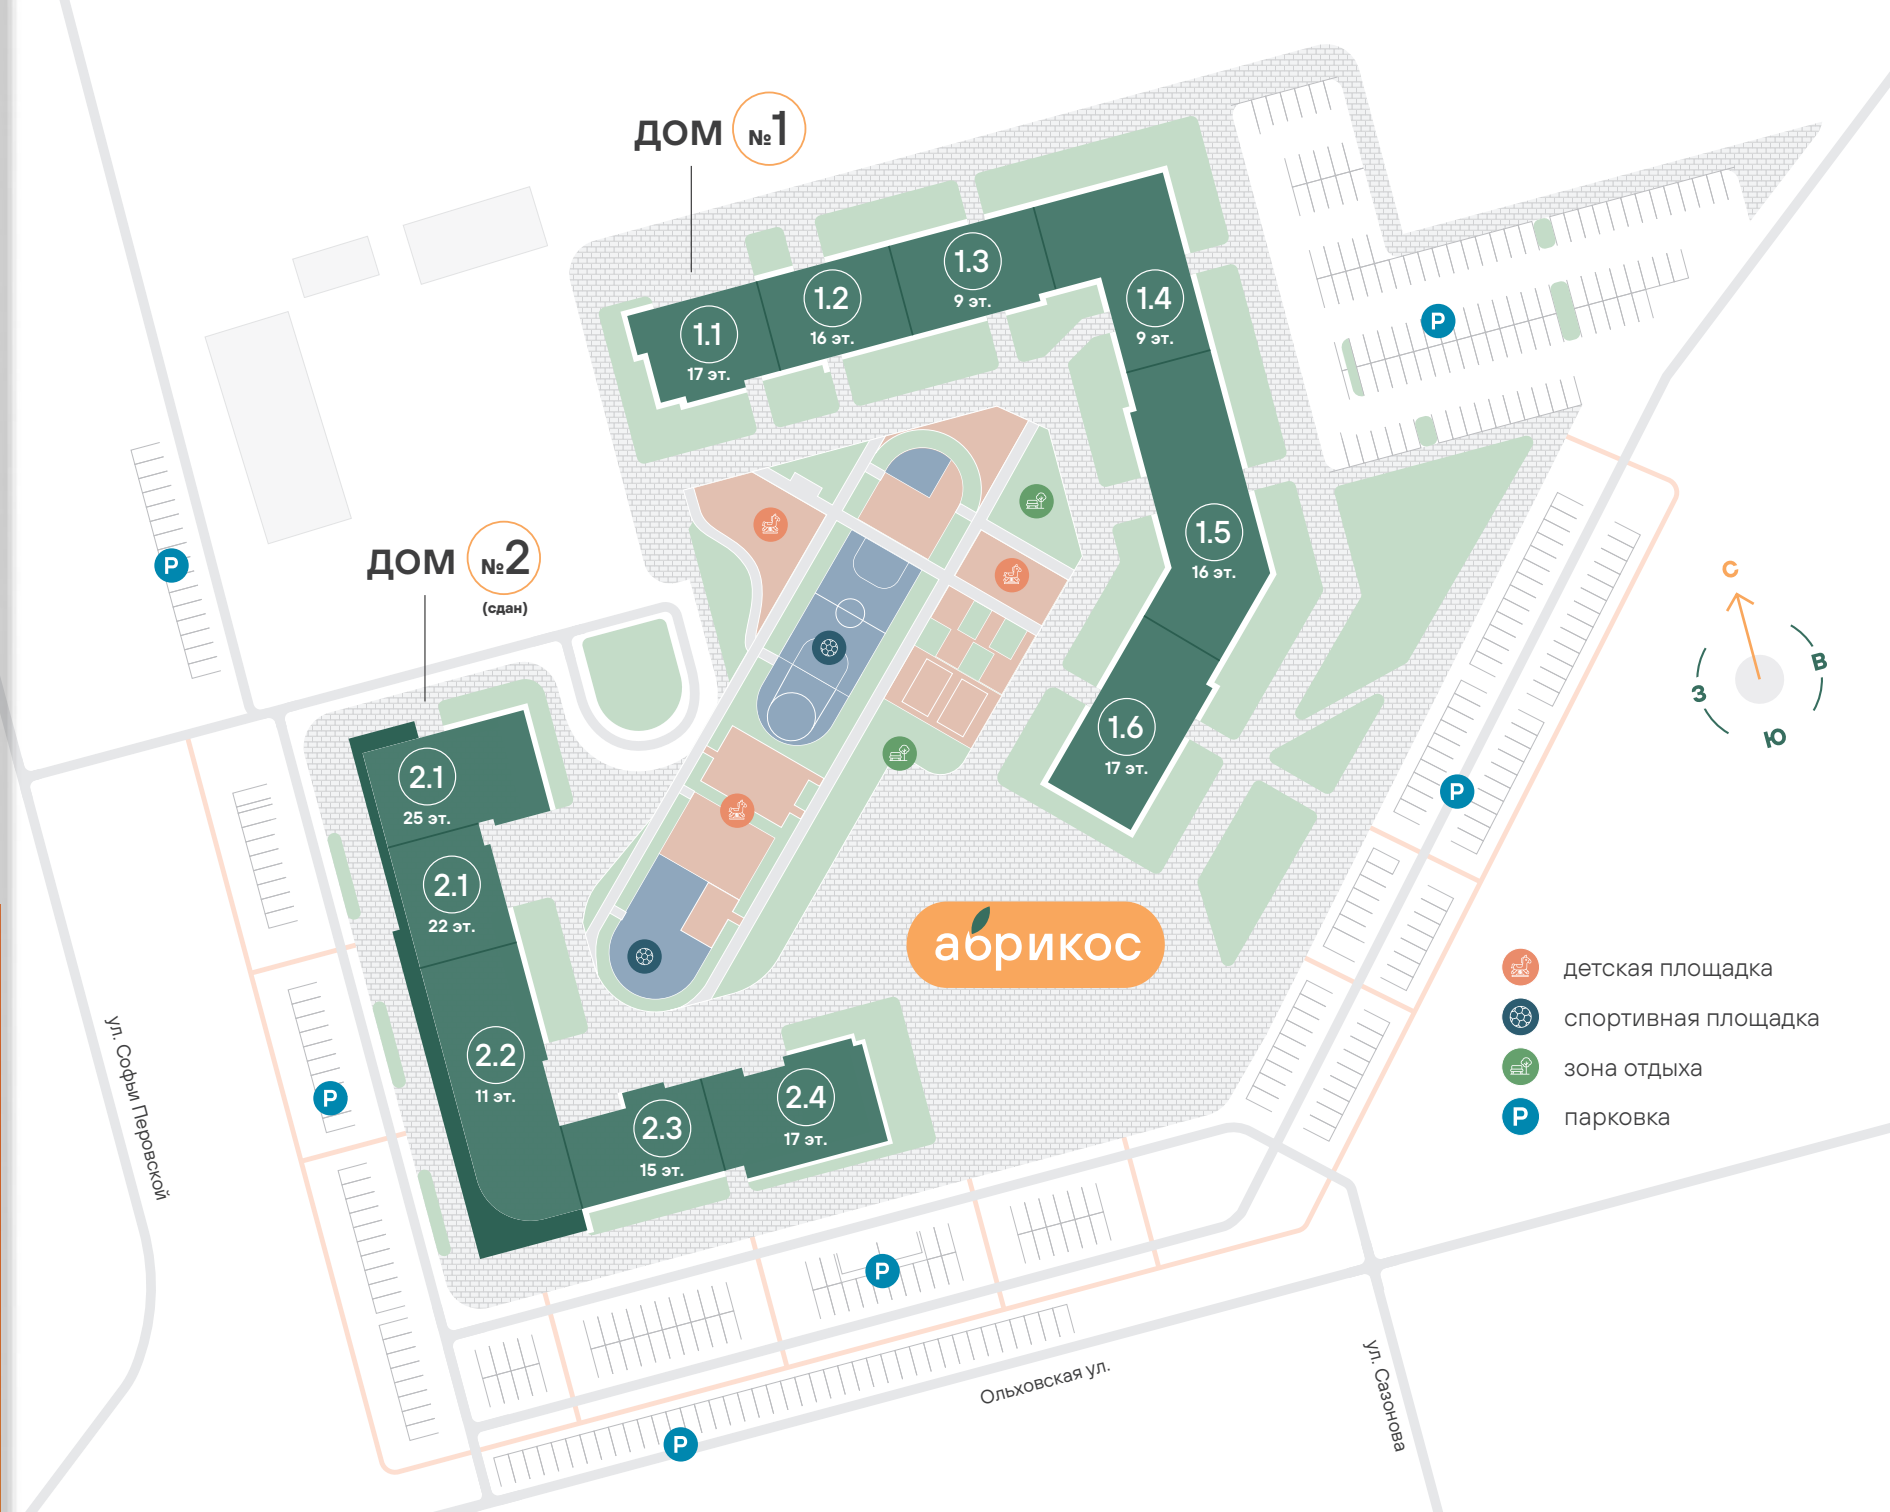 ДОМ №1
1.1
17 эт.
1.2
16 эт.
1.3
9 эт.
1.4
9 эт.
1.5
16 эт.
1.6
17 эт.
P
P
ДОМ №2
(сдан)
2.1
25 эт.
2.1
22 эт.
2.2
11 эт.
2.3
15 эт.
2.4
17 эт.
С
В
З
Ю
P
абрикос
детская площадка
спортивная площадка
зона отдыха
P парковка
P
P
P
ул. Софьи Перовской
Ольховская ул.
ул. Сазонова